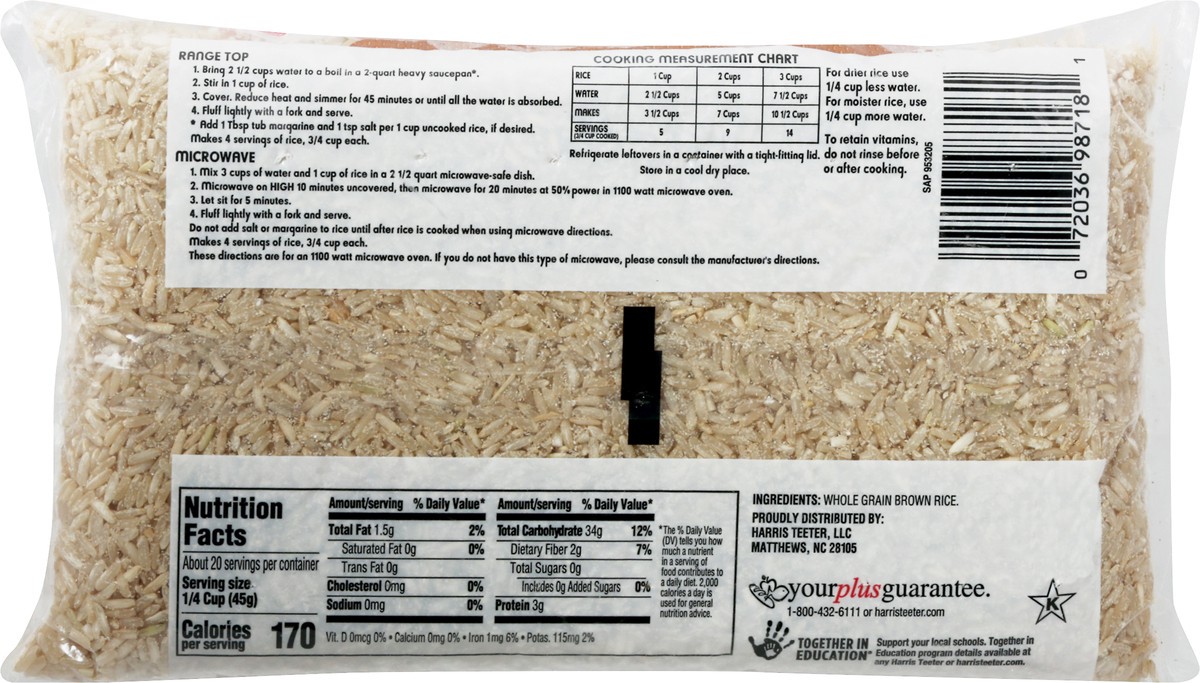 RANGE TOP
1. Bring 2 1/2 cups water to a boil in a 2-quart heavy saucepan*.
2. Stir in 1 cup of rice.
3. Cover. Reduce heat and simmer for 45 minutes or until all the water is absorbed.
4. Fluff lightly with a fork and serve.
* Add 1 Tbsp tub margarine and 1 tsp salt per 1 cup uncooked rice, if desired.
Makes 4 servings of rice, 3/4 cup each.
MICROWAVE
1. Mix 3 cups of water and 1 cup of rice in a 2 1/2 quart microwave-safe dish.
2. Microwave on HIGH 10 minutes uncovered, then microwave for 20 minutes at 50% power in 1100 watt microwave oven.
3. Let sit for 5 minutes.
4. Fluff lightly with a fork and serve.
Do not add salt or margarine to rice until after rice is cooked when using microwave directions.
Makes 4 servings of rice, 3/4 cup each.
These directions are for an 1100 watt microwave oven. If you do not have this type of microwave, please consult the manufacturer's directions.
COOKING MEASUREMENT CHART
RICE 1 Cup 2 Cups 3 Cups
WATER 2 1/2 Cups 5 Cups 7 1/2 Cups
MAKES 3 1/2 Cups 7 Cups 10 1/2 Cups
SERVINGS 5 9 14
(3/4 CUP COOKED)
Refrigerate leftovers in a container with a tight-fitting lid.
Store in a cool dry place.
For drier rice use
1/4 cup less water.
For moister rice, use
1/4 cup more water.
To retain vitamins,
do not rinse before
or after cooking.
SAP 953205
0 72036 98718 1
Nutrition
Facts
About 20 servings per container
Serving size
1/4 Cup (45g)
Calories 170
per serving
Amount/serving % Daily Value*
Total Fat 1.5g 2%
Saturated Fat 0g 0%
Trans Fat 0g
Cholesterol 0mg 0%
Sodium 0mg 0%
Amount/serving % Daily Value*
Total Carbohydrate 34g 12%
Dietary Fiber 2g 7%
Total Sugars 0g
Includes 0g Added Sugars 0%
Protein 3g
Vit. D 0mcg 0% • Calcium 0mg 0% • Iron 1mg 6% • Potas. 115mg 2%
*The % Daily Value
(DV) tells you how
much a nutrient
in a serving of
food contributes to
a daily diet. 2,000
calories a day is
used for general
nutrition advice.
INGREDIENTS: WHOLE GRAIN BROWN RICE.
PROUDLY DISTRIBUTED BY:
HARRIS TEETER, LLC
MATTHEWS, NC 28105
yourplusguarantee.
1-800-432-6111 or harristeeter.com
K
TOGETHER IN
EDUCATION
Support your local schools. Together in
Education program details available at
any Harris Teeter or harristeeter.com.